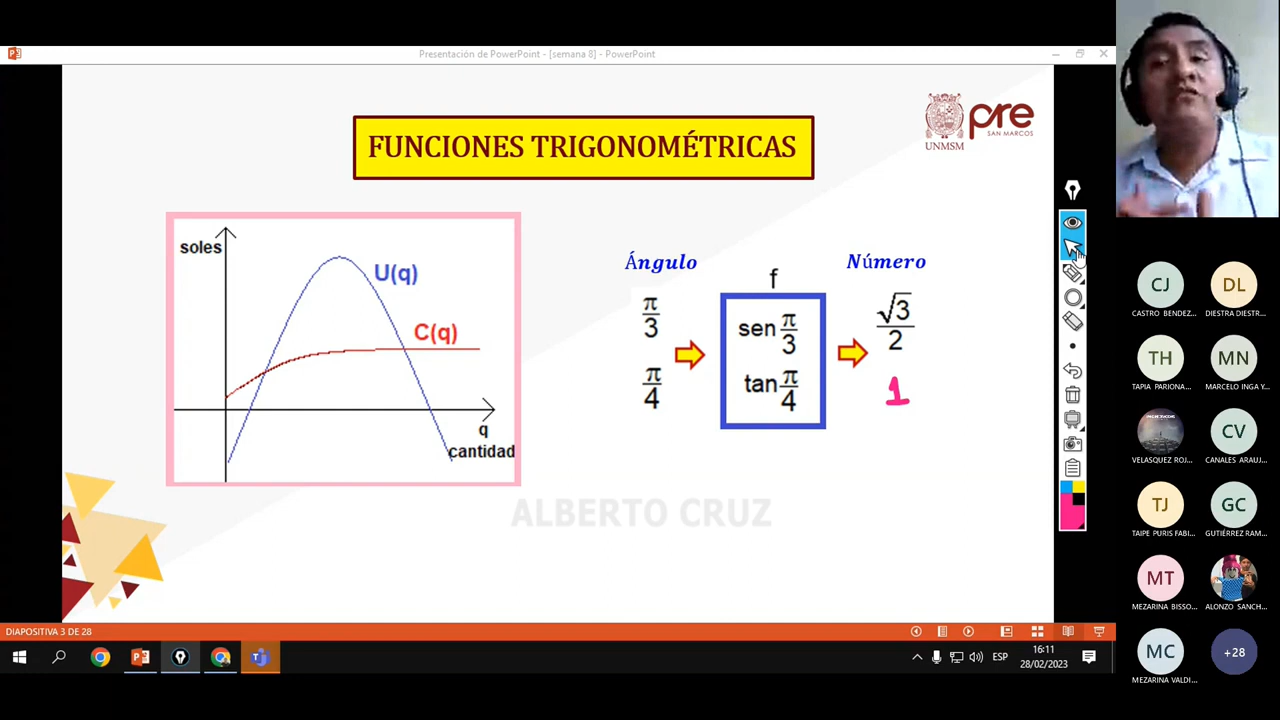 Presentación de PowerPoint - [semana 8] - PowerPoint
FUNCIONES TRIGONOMÉTRICAS
UNMSM
pre
SAN MARCOS
soles
U(q)
C(q)
q
cantidad
Ángulo
f
Número
π/3
sen π/3
√3/2
π/4
tan π/4
1
ALBERTO CRUZ
CJ
CASTRO BENDEZ...
DL
DIESTRA DIESTR...
TH
TAPIA PARIONA...
MN
MARCELO INGA Y...
VELASQUEZ ROJ...
CV
CANALES ARAUJ...
TJ
TAIPE PURIS FABI...
GC
GUTIÉRREZ RAM...
MT
MEZARINA BISSO...
ALONZO SANCH...
MC
MEZARINA VALDI...
+28
DIAPOSITIVA 3 DE 28
ESP
16:11
28/02/2023